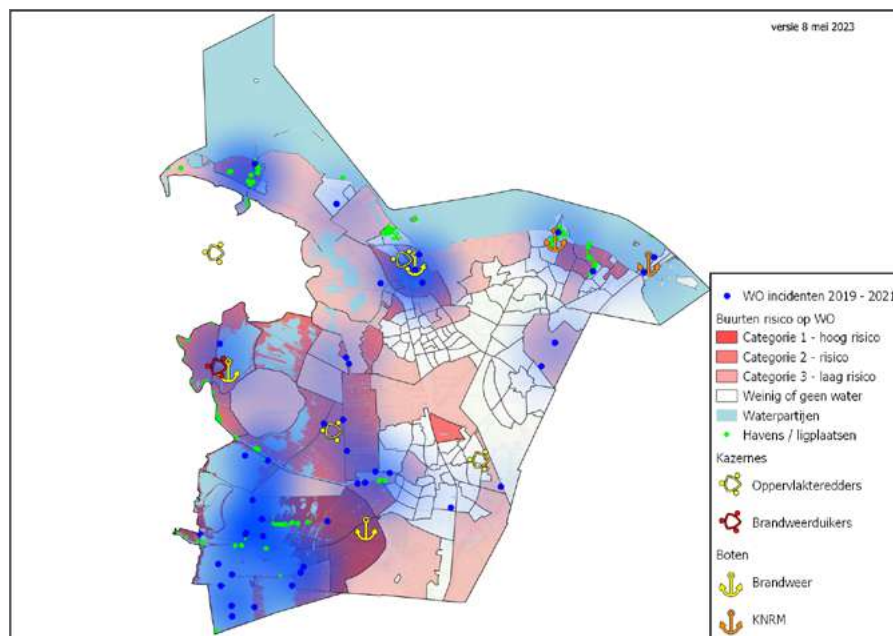 versie 8 mei 2023
WO incidenten 2019 - 2021
Buurten risico op WO
Categorie 1 - hoog risico
Categorie 2 - risico
Categorie 3 - laag risico
Weinig of geen water
Waterpartijen
Havens / ligplaatsen
Kazernes
Oppervlakteredders
Brandweerduikers
Boten
Brandweer
KNRM